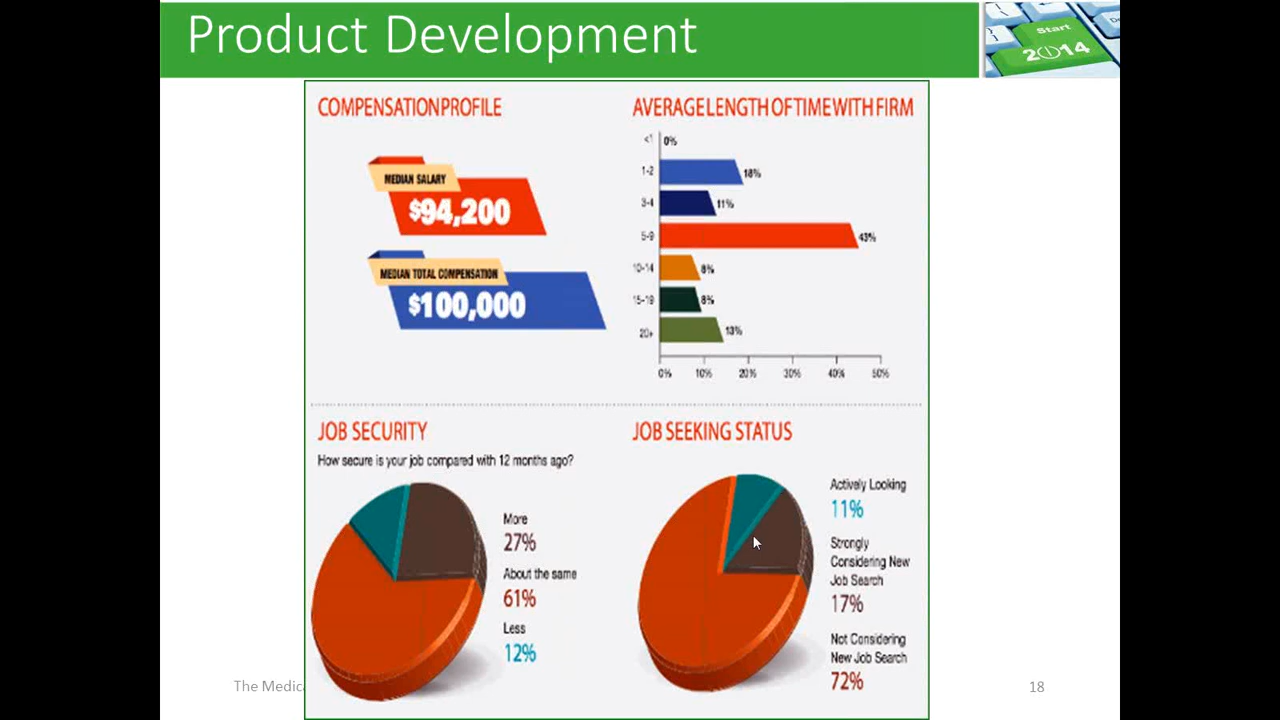 Product Development
Start
2014
COMPENSATION PROFILE
MEDIAN SALARY
$94,200
MEDIAN TOTAL COMPENSATION
$100,000
AVERAGE LENGTH OF TIME WITH FIRM
<1 0%
1-2 18%
3-4 11%
5-9 43%
10-14 8%
15-19 8%
20+ 13%
0% 10% 20% 30% 40% 50%
JOB SECURITY
How secure is your job compared with 12 months ago?
More
27%
About the same
61%
Less
12%
JOB SEEKING STATUS
Actively Looking
11%
Strongly
Considering New
Job Search
17%
Not Considering
New Job Search
72%
The
18